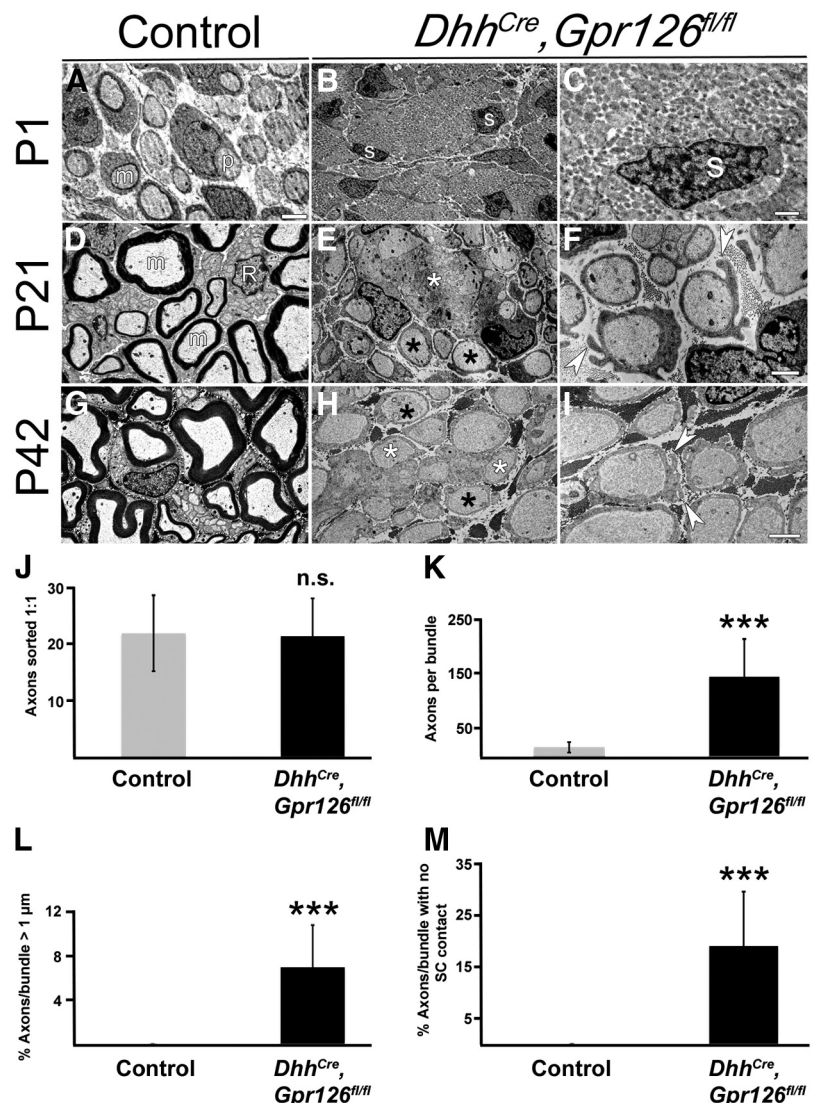 Control DhhCre, Gpr126fl/fl
P1
A
m
p
B
s
s
C
S
P21
D
m
R
m
E
*
* *
F
P42
G
H
*
* *
*
I
J
n.s.
Axons sorted 1:1
30
20
10
Control DhhCre,
Gpr126fl/fl
K
***
Axons per bundle
250
150
50
Control DhhCre,
Gpr126fl/fl
L
***
% Axons/bundle > 1 µm
12
8
4
Control DhhCre,
Gpr126fl/fl
M
***
% Axons/bundle with no
SC contact
35
25
15
5
Control DhhCre,
Gpr126fl/fl